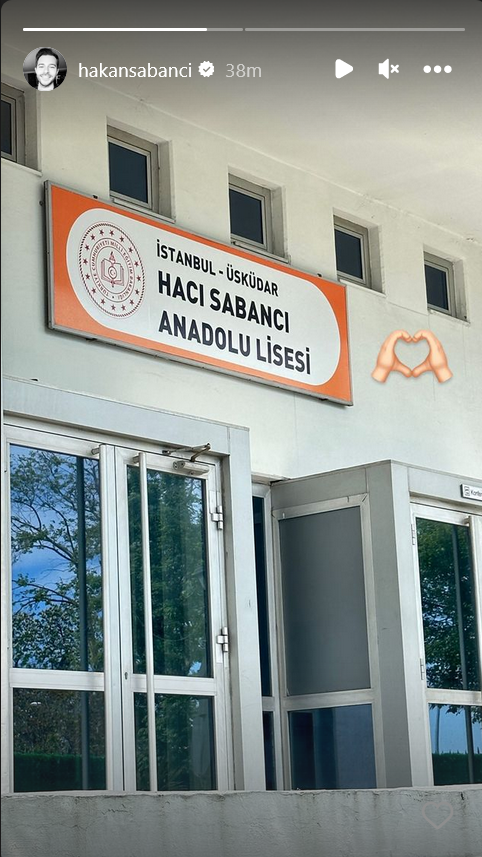 hakansabanci 38m
İSTANBUL - ÜSKÜDAR
HACI SABANCI
ANADOLU LİSESİ